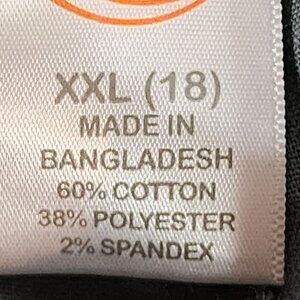 XXL (18)
MADE IN
BANGLADESH
60% COTTON
38% POLYESTER
2% SPANDEX